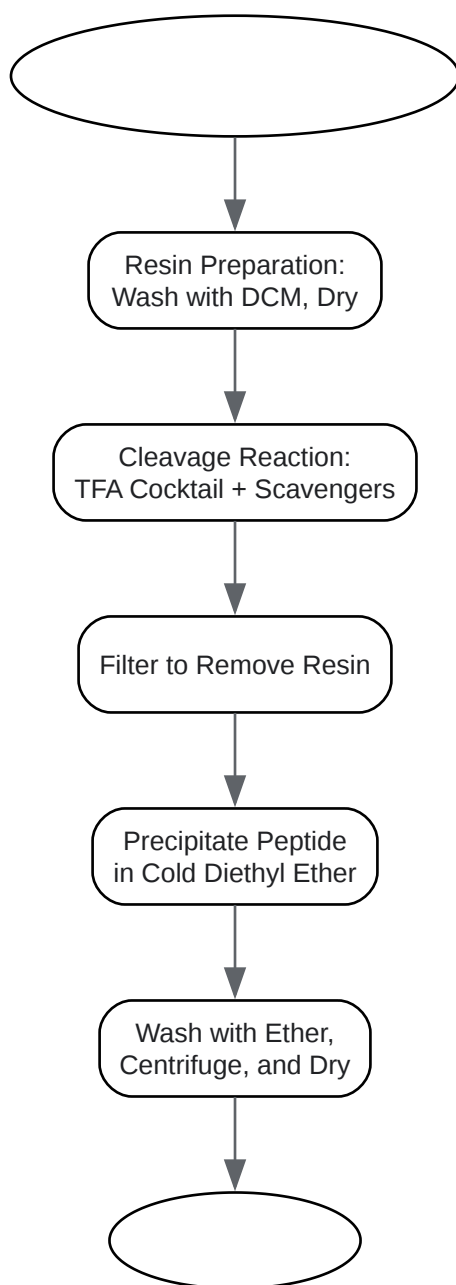 Resin Preparation:
Wash with DCM, Dry
Cleavage Reaction:
TFA Cocktail + Scavengers
Filter to Remove Resin
Precipitate Peptide
in Cold Diethyl Ether
Wash with Ether,
Centrifuge, and Dry